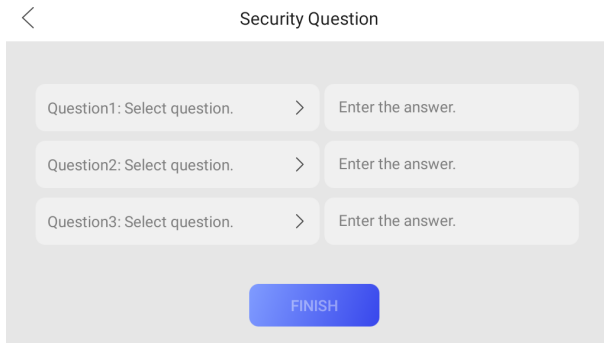 Security Question
Question1: Select question.
Enter the answer.
Question2: Select question.
Enter the answer.
Question3: Select question.
Enter the answer.
FINISH